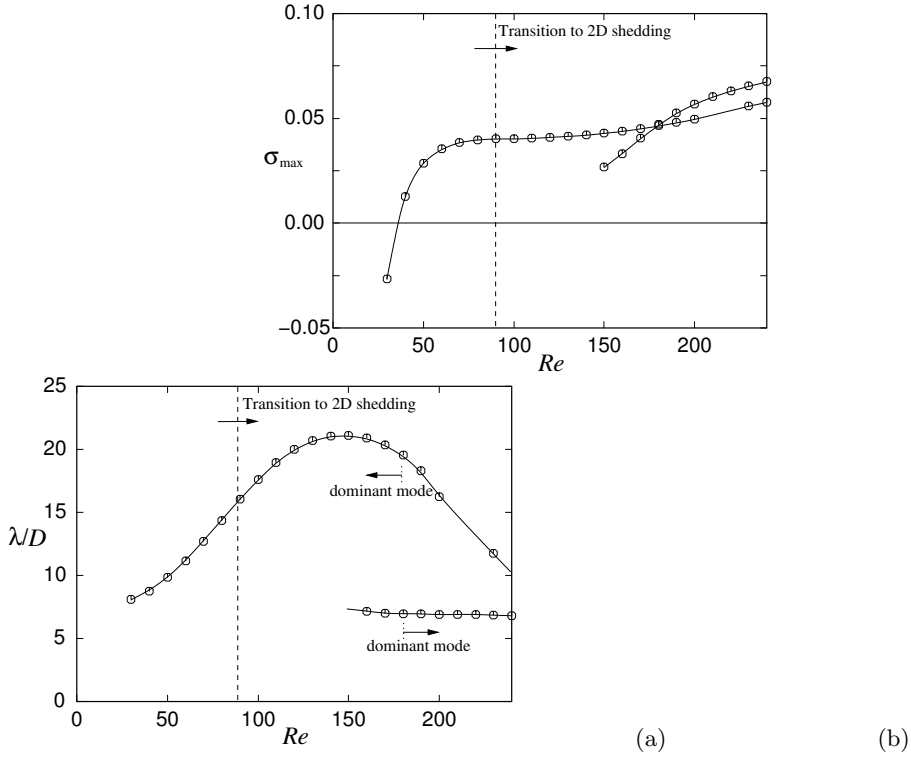 0.10
Transition to 2D shedding
0.05
σmax
0.00
−0.05
0 50 100 150 200
Re
25
Transition to 2D shedding
20
dominant mode
15
λ/D
10
5
dominant mode
0
0 50 100 150 200
Re
(a) (b)